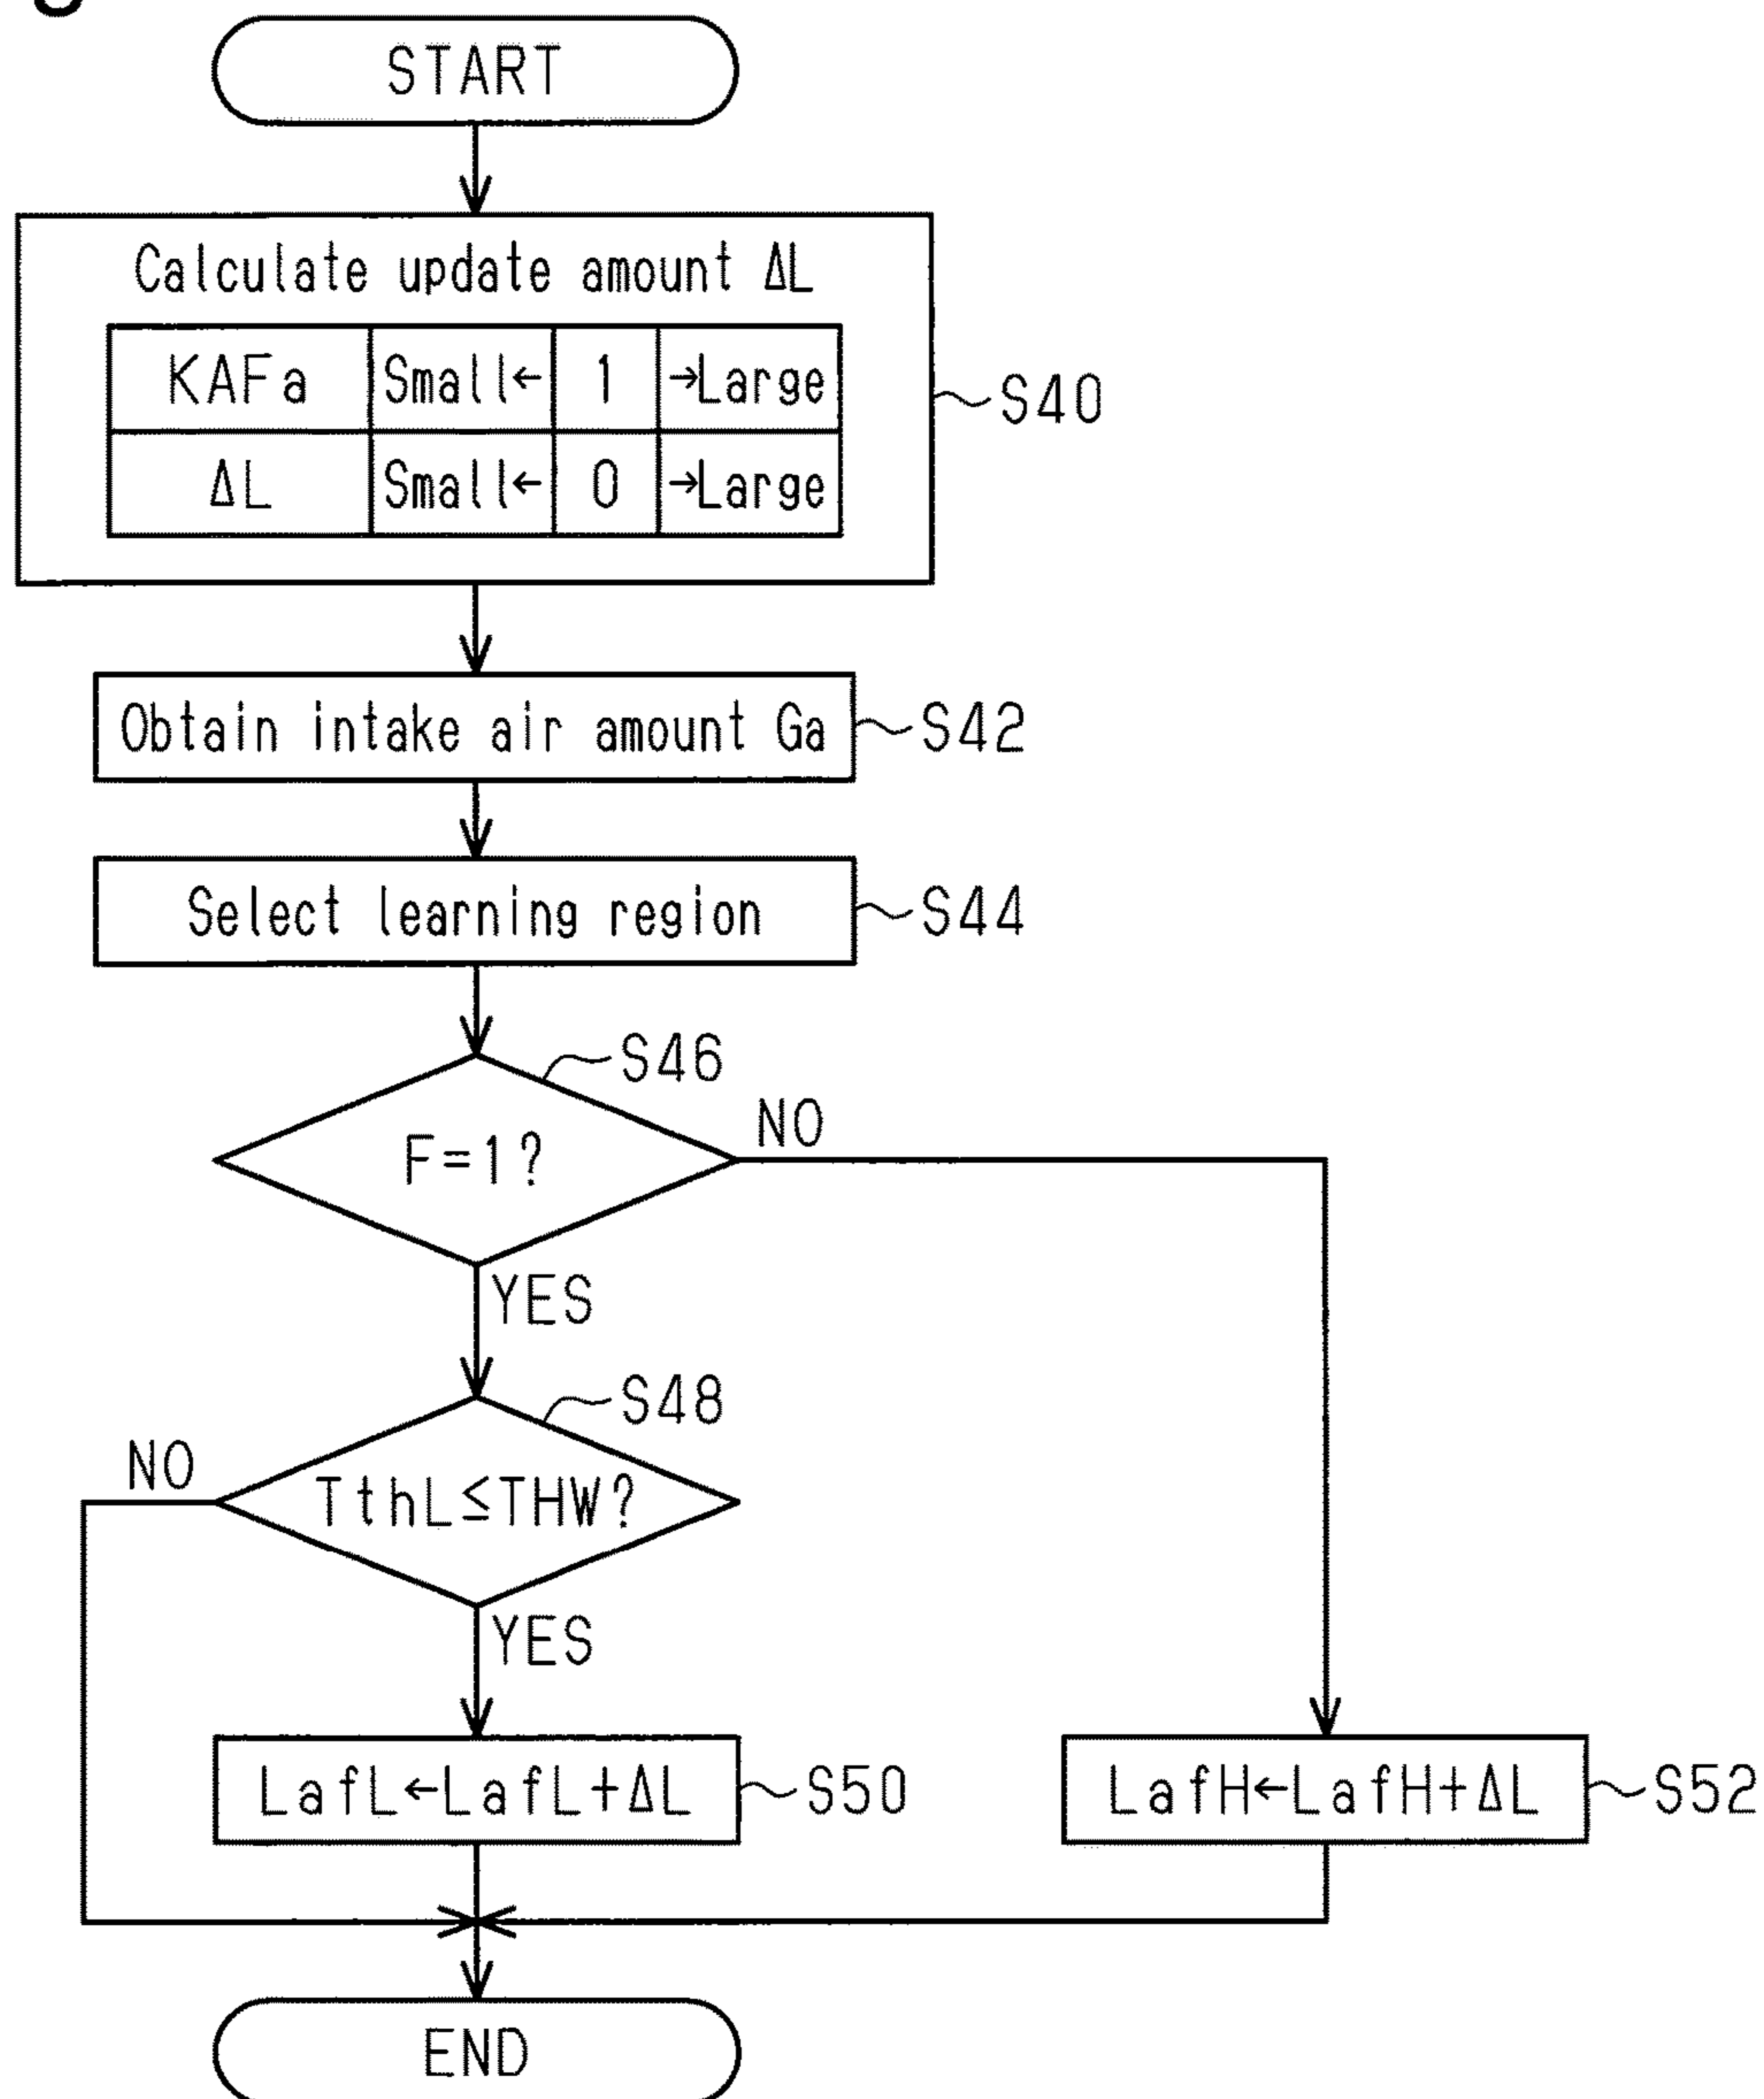 START
Calculate update amount ΔL
KAFa Small← 1 →Large
ΔL Small← 0 →Large
S40
Obtain intake air amount Ga
S42
Select learning region
S44
S46
F=1?
NO
YES
S48
NO
TthL≤THW?
YES
LafL←LafL+ΔL
S50
LafH←LafH+ΔL
S52
END